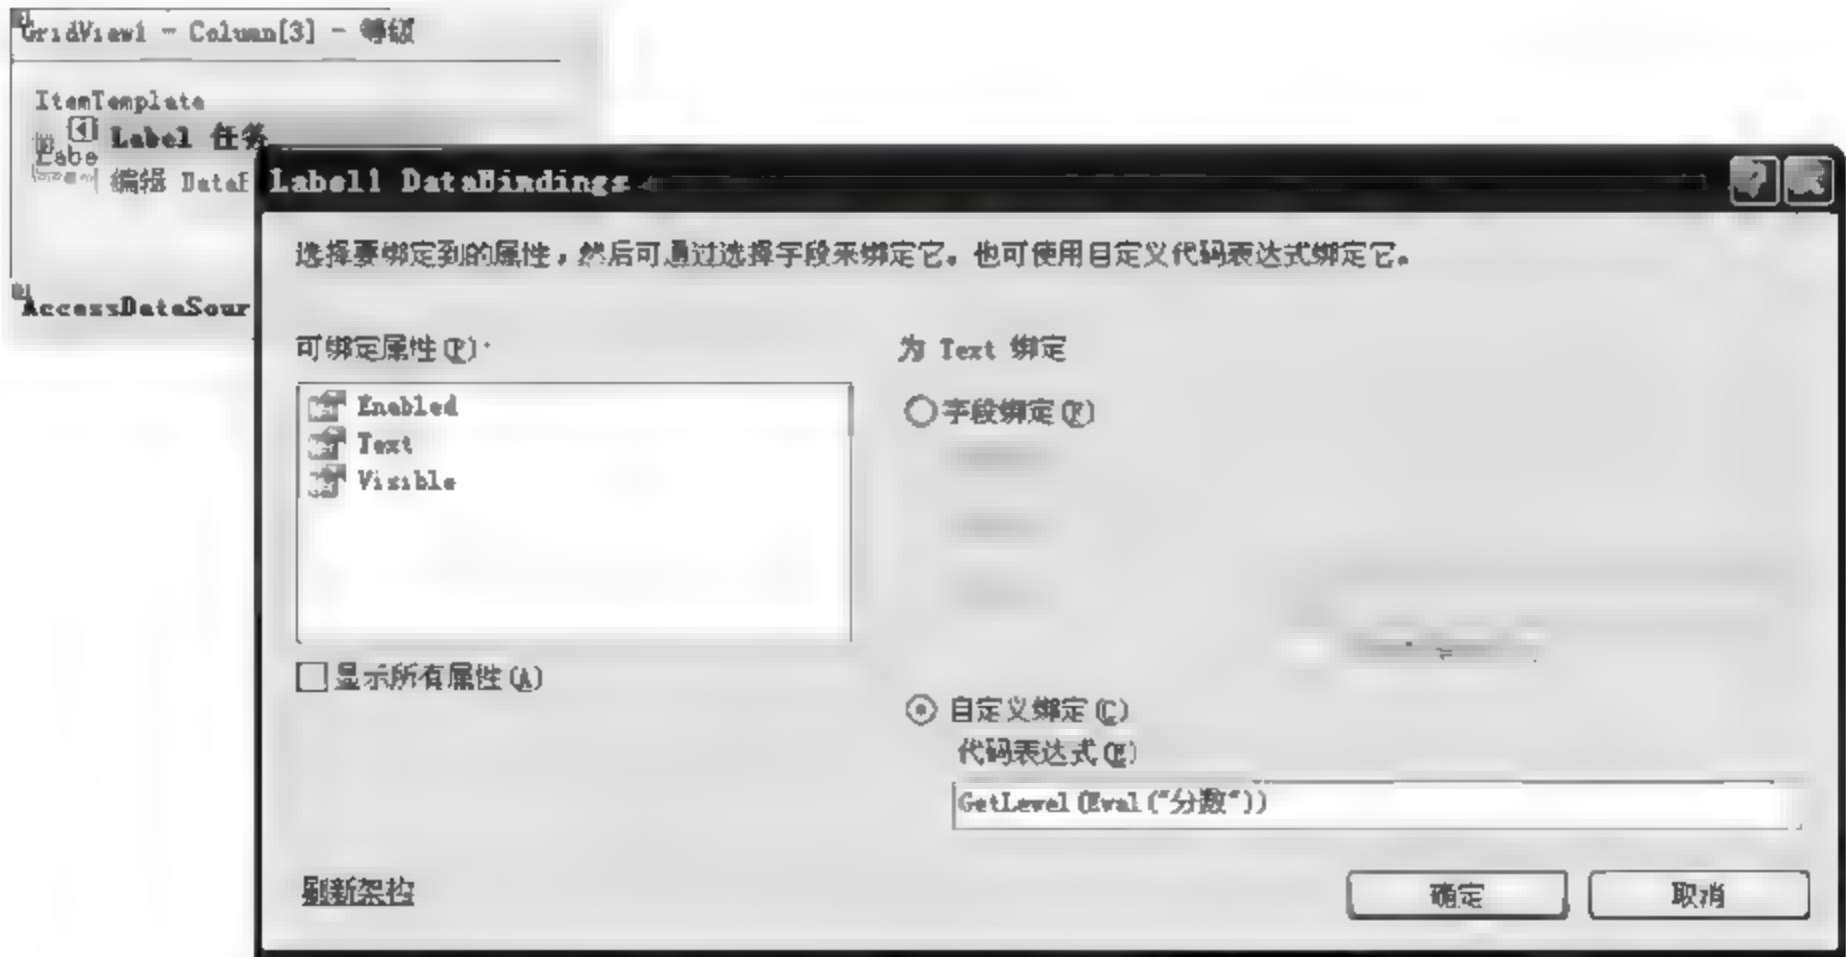 GridView1 - Column[3] - 等级
ItemTemplate
Label 任务
Labe
编辑 DataB
AccessDataSour
Label1 DataBindings
选择要绑定到的属性，然后可通过选择字段来绑定它。也可使用自定义代码表达式绑定它。
可绑定属性(P):
Enabled
Text
Visible
显示所有属性(A)
为 Text 绑定
字段绑定(F)
自定义绑定(C)
代码表达式(E)
GetLevel(Eval("分数"))
刷新架构
确定
取消